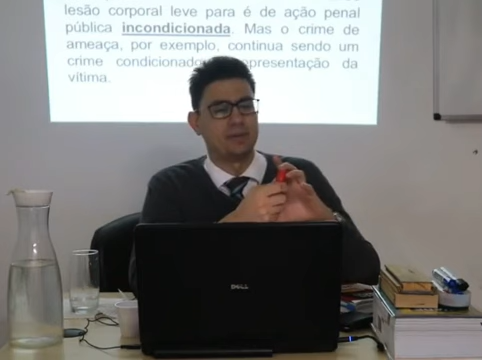 lesão corporal leve para é de ação penal
pública incondicionada. Mas o crime de
ameaça, por exemplo, continua sendo um
crime condicionado representação da
vítima.
DELL